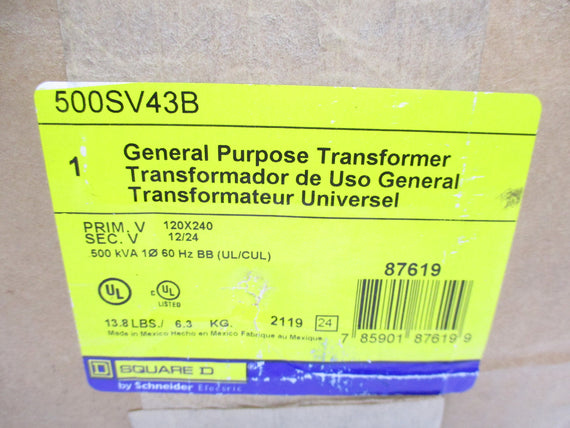 500SV43B
1
General Purpose Transformer
Transformador de Uso General
Transformateur Universel
PRIM. V 120X240
SEC. V 12/24
.500 kVA 1Ø 60 Hz BB (UL/CUL)
UL
c UL
LISTED
87619
13.8 LBS./ 6.3 KG. 2119 24
Made in Mexico Hecho en Mexico Fabrique au Mexique
7 85901 87619 9
SQUARE D
by Schneider Electric